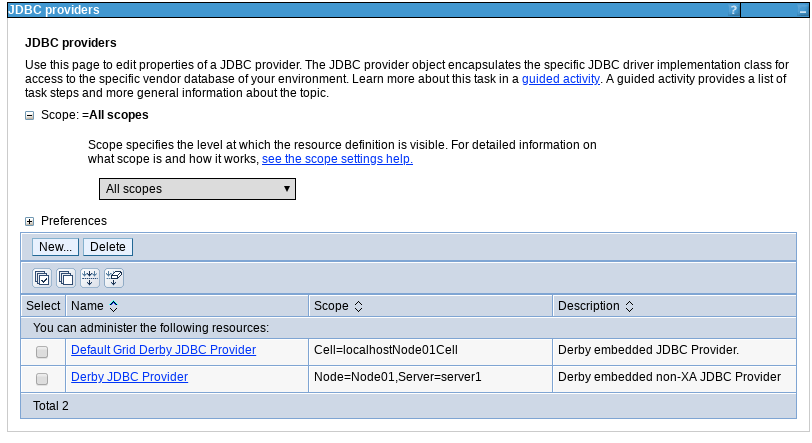 JDBC providers ? –
JDBC providers
Use this page to edit properties of a JDBC provider. The JDBC provider object encapsulates the specific JDBC driver implementation class for
access to the specific vendor database of your environment. Learn more about this task in a guided activity. A guided activity provides a list of
task steps and more general information about the topic.
Scope: =All scopes
Scope specifies the level at which the resource definition is visible. For detailed information on
what scope is and how it works, see the scope settings help.
All scopes
Preferences
New... Delete
Select Name Scope Description
You can administer the following resources:
Default Grid Derby JDBC Provider Cell=localhostNode01Cell Derby embedded JDBC Provider.
Derby JDBC Provider Node=Node01,Server=server1 Derby embedded non-XA JDBC Provider
Total 2